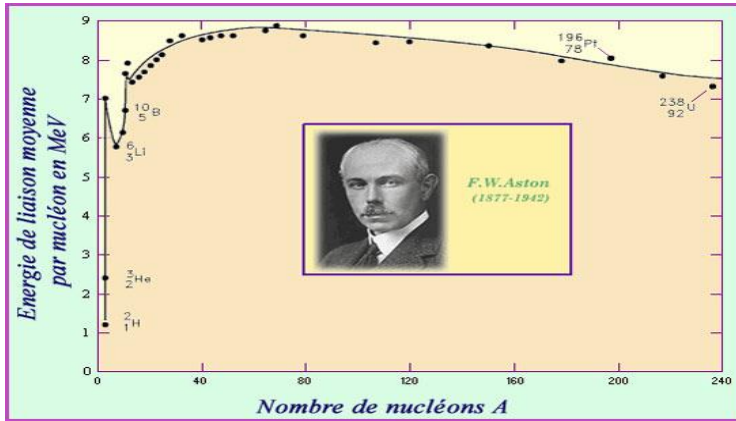 Energie de liaison moyenne
par nucléon en MeV
9
8
7
6
5
4
3
2
1
0
196
78 Pt
238
92 U
10
5 B
6
3 Li
3
2 He
2
1 H
F.W.Aston
(1877-1942)
0 40 80 120 160 200 240
Nombre de nucléons A